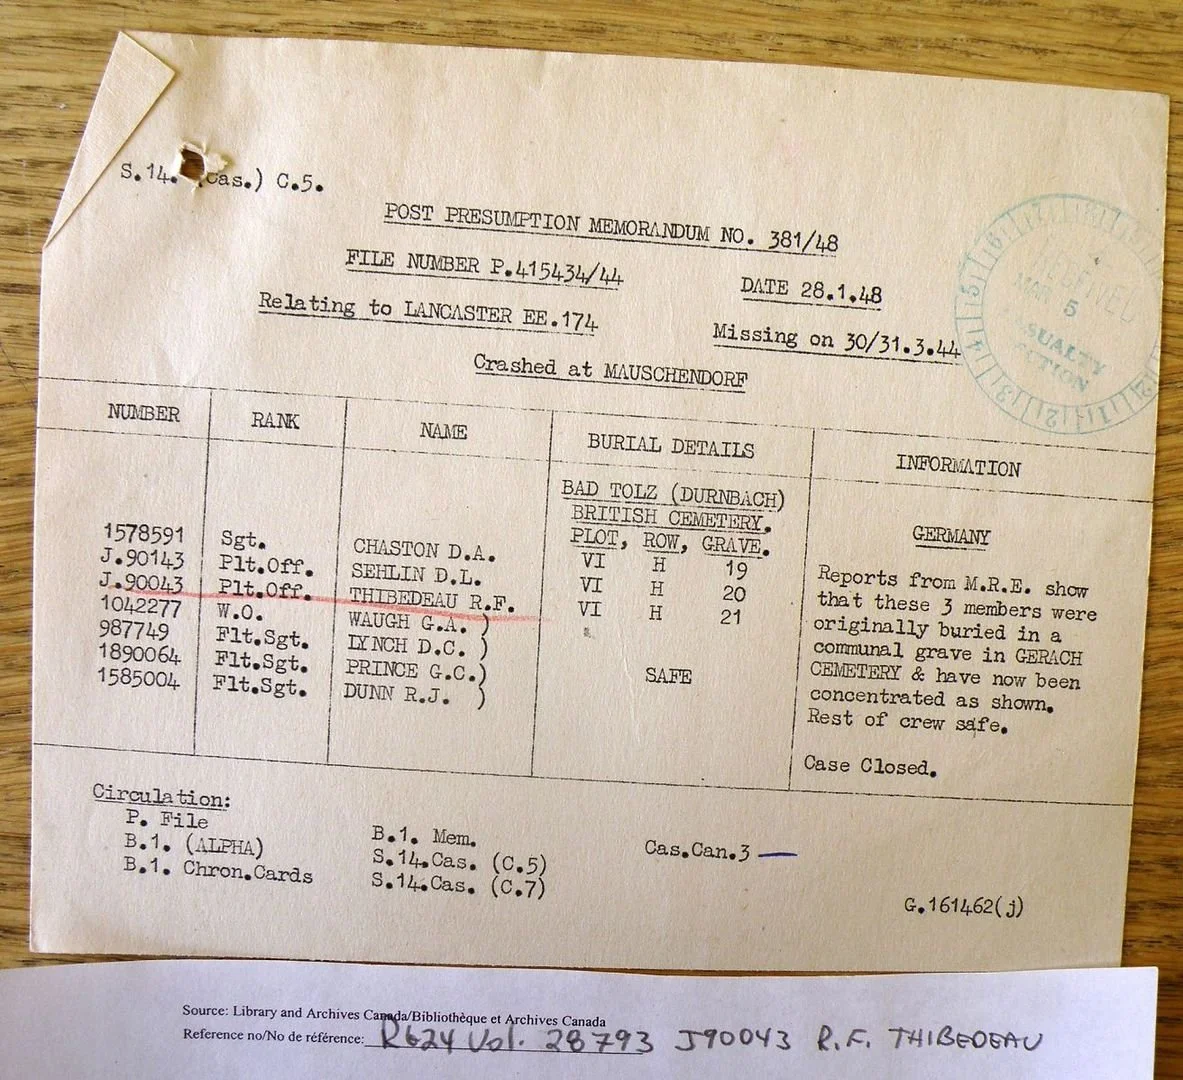 S.14. (Cas.) C.5.
POST PRESUMPTION MEMORANDUM NO. 381/48
FILE NUMBER P.415434/44
DATE 28.1.48
Relating to LANCASTER EE.174
Missing on 30/31.3.44
Crashed at MAUSCHENDORF
MAR 5
NUMBER RANK NAME BURIAL DETAILS INFORMATION
BAD TOLZ (DURNBACH)
BRITISH CEMETERY.
PLOT, ROW, GRAVE.
1578591 Sgt. CHASTON D.A. VI H 19
J.90143 Plt.Off. SEHLIN D.L. VI H 20
J.90043 Plt.Off. THIBEDEAU R.F. VI H 21
1042277 W.O. WAUGH G.A. )
987749 Flt.Sgt. LYNCH D.C. )
1890064 Flt.Sgt. PRINCE G.C.)
1585004 Flt.Sgt. DUNN R.J. )
SAFE
GERMANY
Reports from M.R.E. show
that these 3 members were
originally buried in a
communal grave in GERACH
CEMETERY & have now been
concentrated as shown.
Rest of crew safe.
Case Closed.
Circulation:
P. File
B.1. (ALPHA)
B.1. Chron.Cards
B.1. Mem.
S.14.Cas. (C.5)
S.14.Cas. (C.7)
Cas.Can.3
G.161462(j)
Source: Library and Archives Canada/Bibliothèque et Archives Canada
Reference no/No de référence: R624 Vol. 28793 J90043 R.F. THIBEDEAU